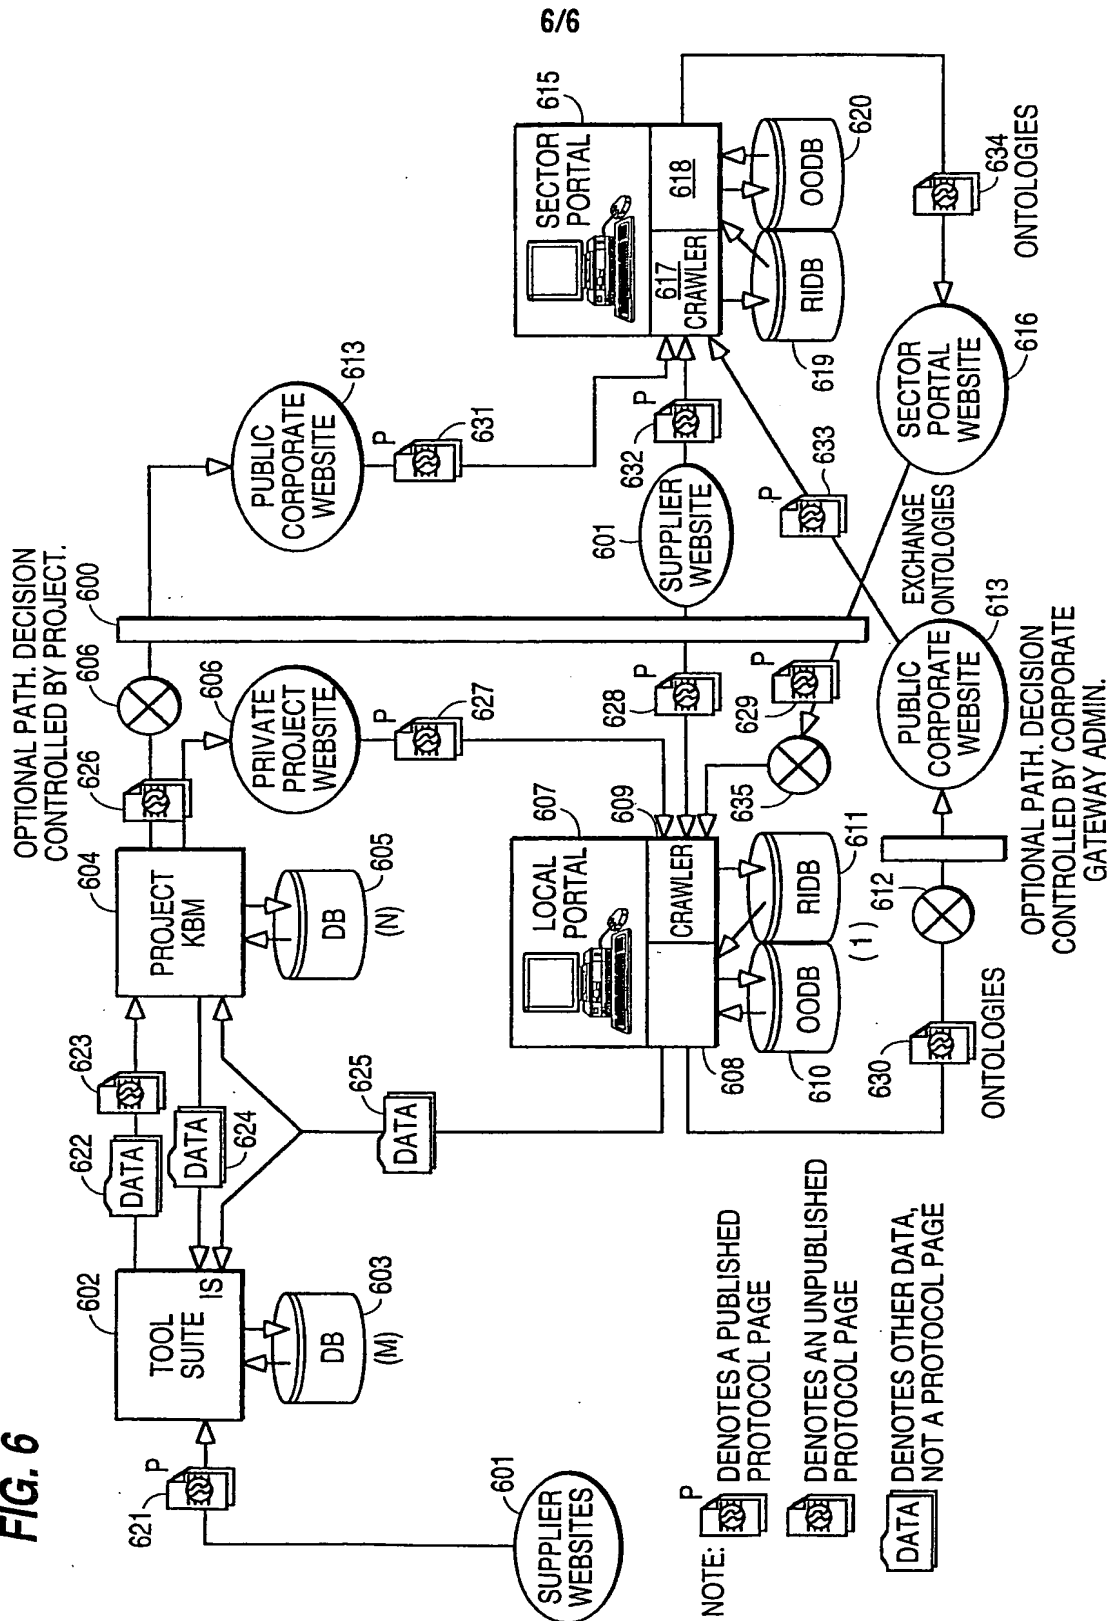 9/9
FIG. 6
OPTIONAL PATH. DECISION
CONTROLLED BY PROJECT.
621
P
601
SUPPLIER
WEBSITES
602
TOOL
SUITE
IS
DB
603
(M)
622
DATA
623
DATA
624
625
DATA
604
PROJECT
KBM
DB
605
(N)
626
606
606
PRIVATE
PROJECT
WEBSITE
P
627
600
PUBLIC
CORPORATE
WEBSITE
613
P
631
607
LOCAL
PORTAL
609
CRAWLER
608
OODB
610
RIDB
611
(1)
628
P
601
SUPPLIER
WEBSITE
632
P
629
P
635
615
SECTOR
PORTAL
617
CRAWLER
618
RIDB
619
OODB
620
634
ONTOLOGIES
SECTOR
PORTAL
WEBSITE
616
P
633
EXCHANGE
ONTOLOGIES
PUBLIC
CORPORATE
WEBSITE
613
612
630
ONTOLOGIES
OPTIONAL PATH. DECISION
CONTROLLED BY CORPORATE
GATEWAY ADMIN.
NOTE:
P
DENOTES A PUBLISHED
PROTOCOL PAGE
DENOTES AN UNPUBLISHED
PROTOCOL PAGE
DATA
DENOTES OTHER DATA,
NOT A PROTOCOL PAGE